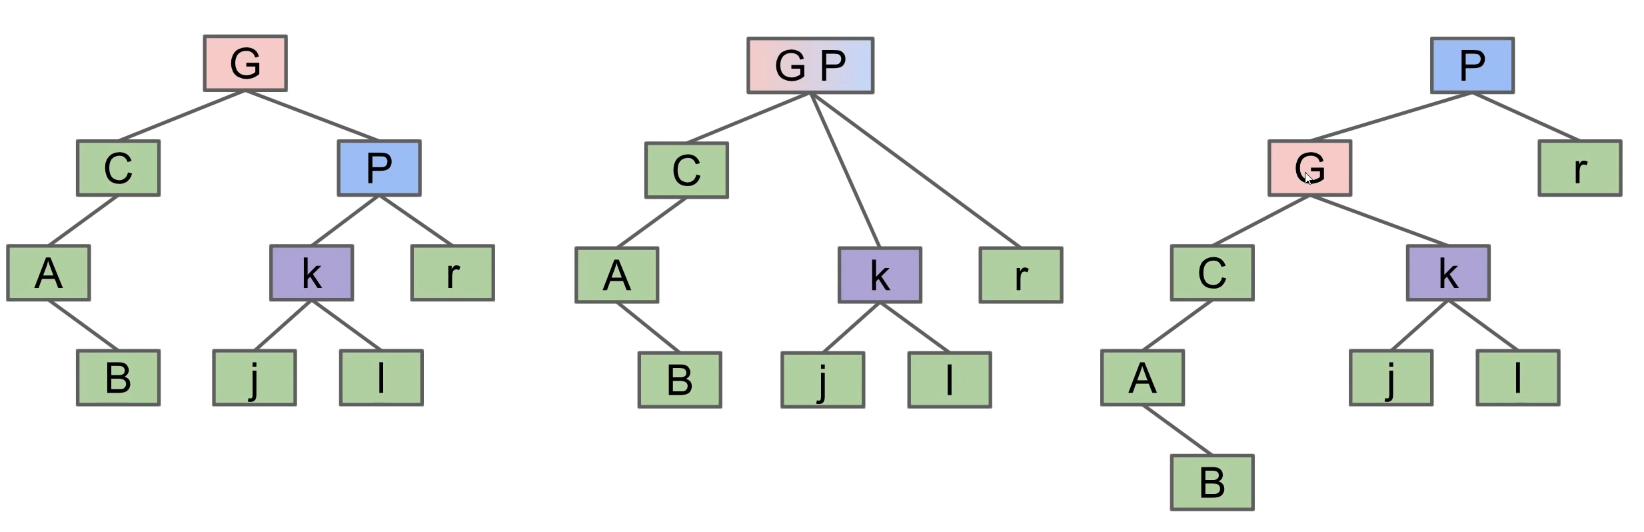 G
C P
A k r
B j l
G P
C
A k r
B j l
P
G r
C k
A j l
B